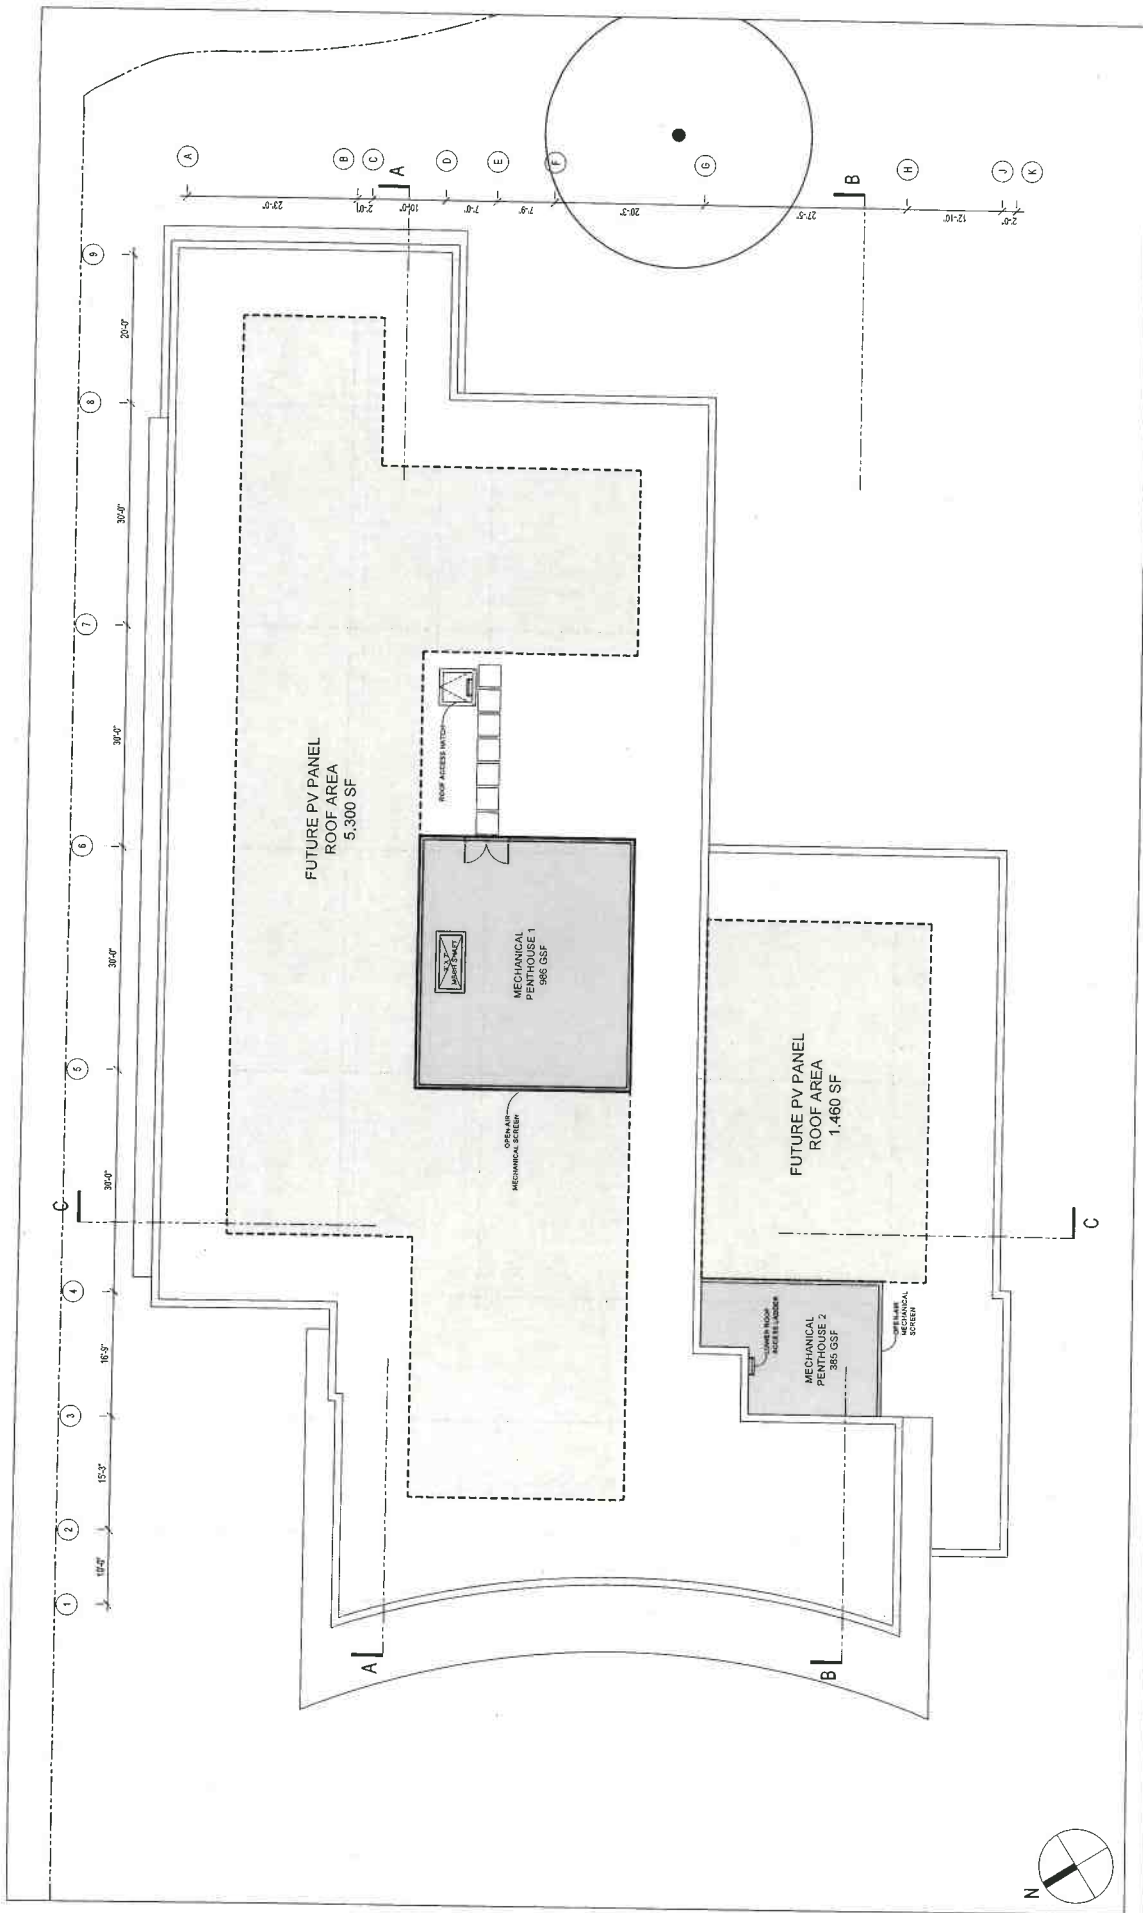 1
2
3
4
5
6
7
8
9
10'-0"
15'-3"
16'-9"
30'-0"
30'-0"
30'-0"
30'-0"
20'-0"
A
B
C
D
E
F
G
H
J
K
23'-0"
2'-0"
10'-0"
7'-0"
7'-9"
20'-3"
27'-5"
12'-10"
2'-0"
A
A
B
B
C
C
FUTURE PV PANEL
ROOF AREA
5,300 SF
ROOF ACCESS HATCH
MECHANICAL
PENTHOUSE 1
986 GSF
OPEN AIR
MECHANICAL SCREEN
FUTURE PV PANEL
ROOF AREA
1,460 SF
LOWER ROOF
ACCESS LADDER
MECHANICAL
PENTHOUSE 2
385 GSF
OPEN AIR
MECHANICAL
SCREEN
N